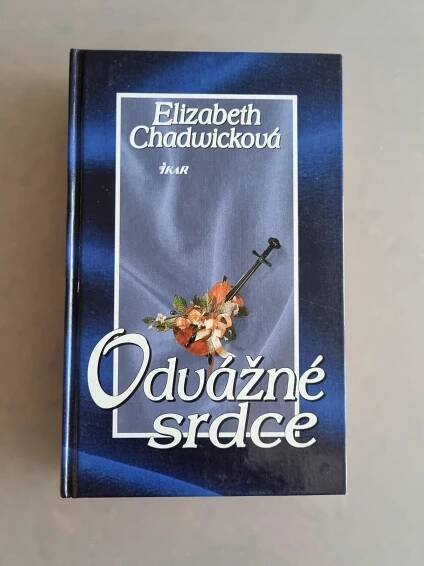 Elizabeth
Chadwicková
IKAR
Odvážné
srdce